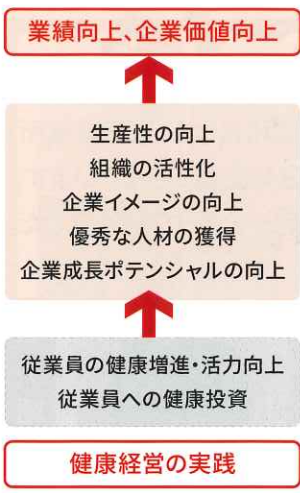 業績向上、企業価値向上
生産性の向上
組織の活性化
企業イメージの向上
優秀な人材の獲得
企業成長ポテンシャルの向上
従業員の健康増進・活力向上
従業員への健康投資
健康経営の実践